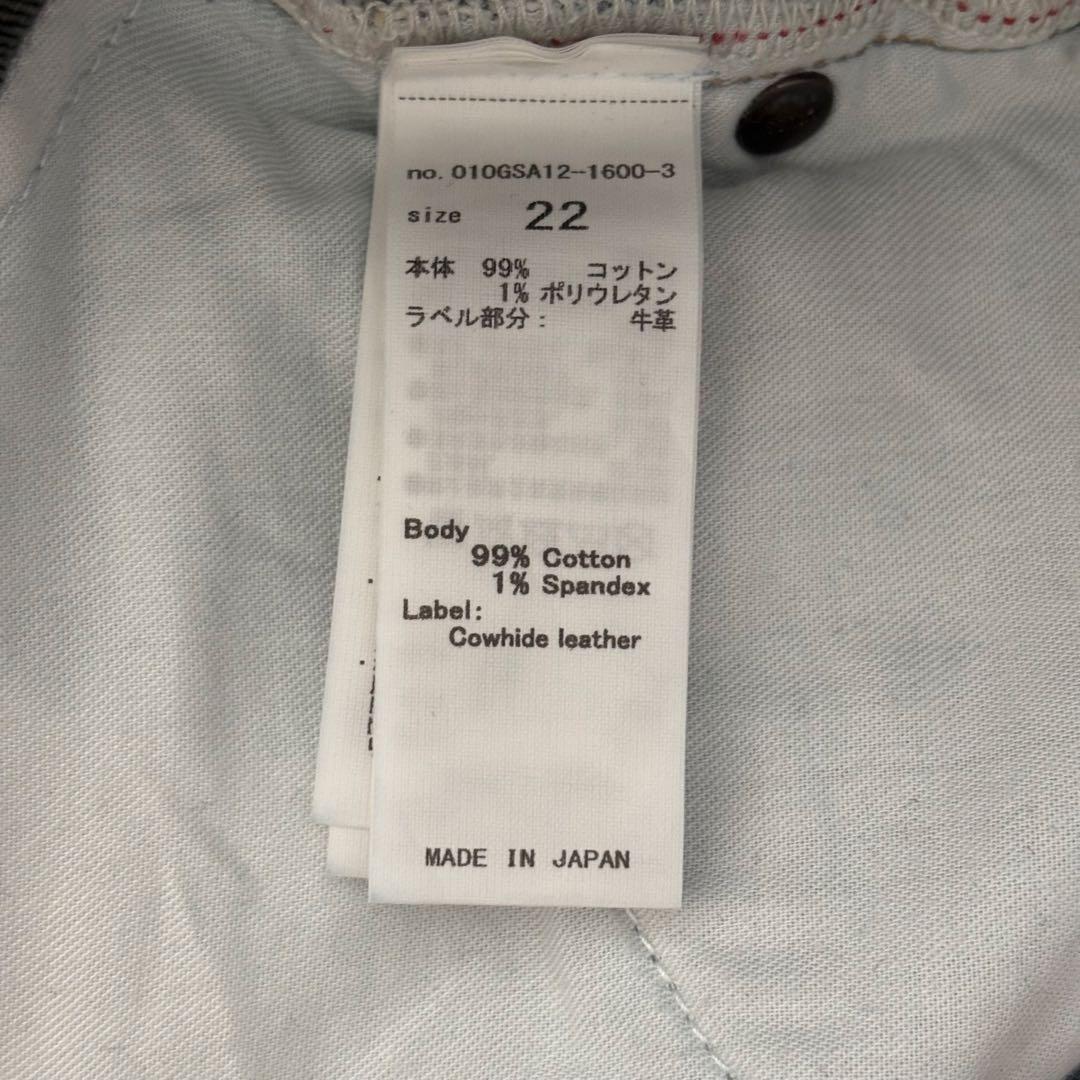 no. 010GSA12-1600-3
size 22
本体 99% コットン
1% ポリウレタン
ラベル部分: 牛革
Body
99% Cotton
1% Spandex
Label:
Cowhide leather
MADE IN JAPAN